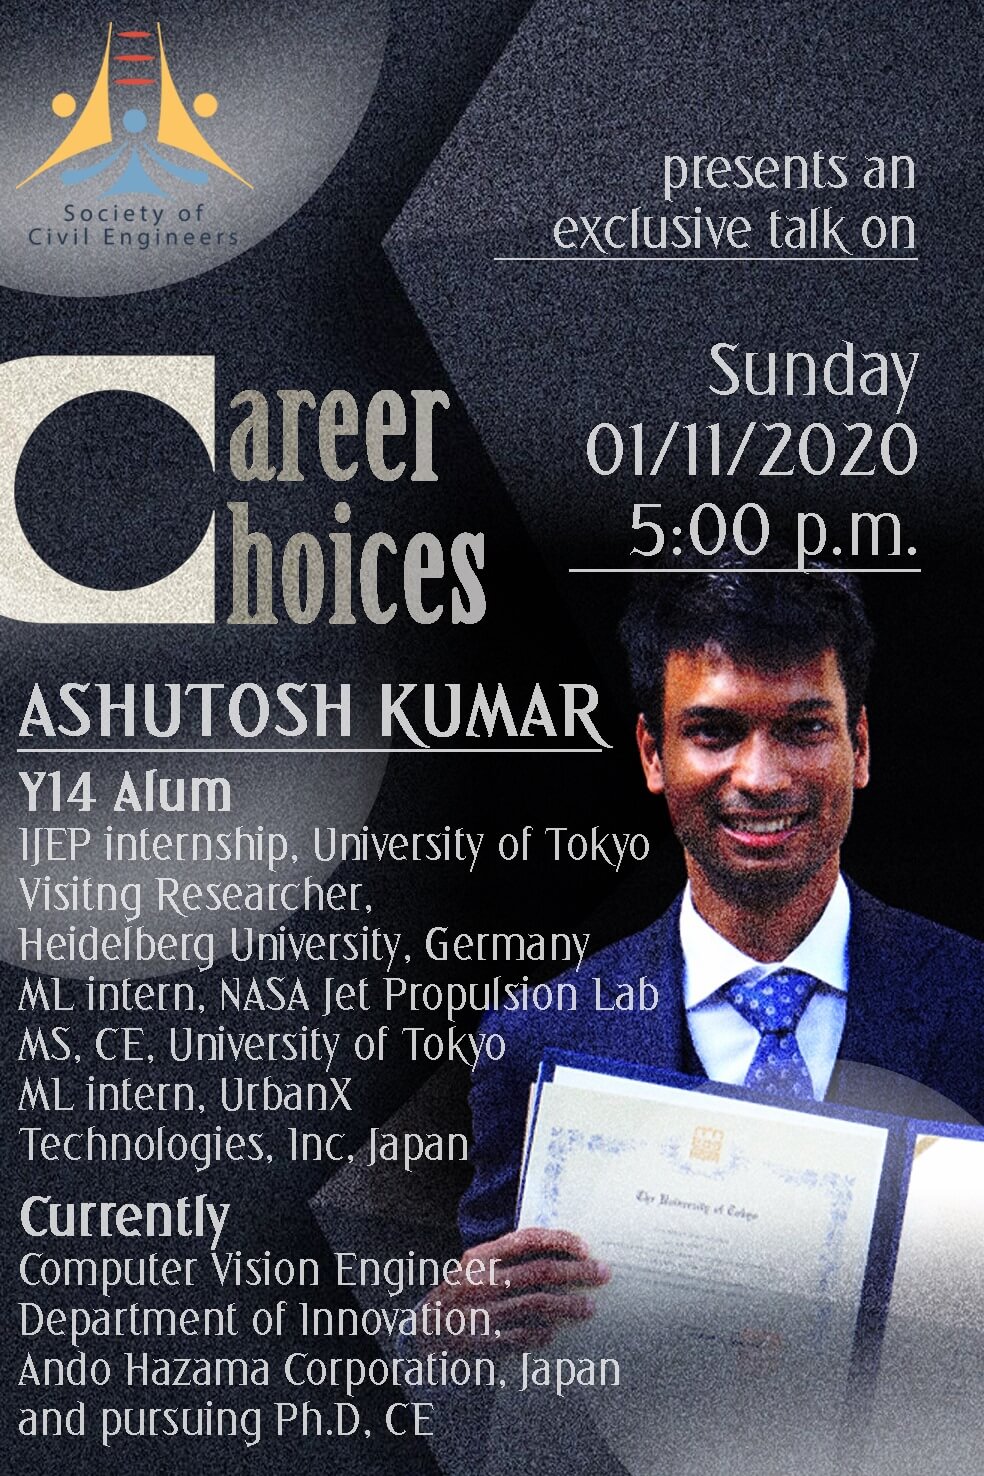 Society of
Civil Engineers
presents an
exclusive talk on
Career
Choices
Sunday
01/11/2020
5:00 p.m.
ASHUTOSH KUMAR
Y14 Alum
IJEP internship, University of Tokyo
Visitng Researcher,
Heidelberg University, Germany
ML intern, NASA Jet Propulsion Lab
MS, CE, University of Tokyo
ML intern, UrbanX
Technologies, Inc, Japan
Currently
Computer Vision Engineer,
Department of Innovation,
Ando Hazama Corporation, Japan
and pursuing Ph.D, CE
The University of Tokyo